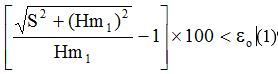 [ √(S² + (Hm₁)²) / Hm₁ − 1 ] × 100 < ε₀|(1)'